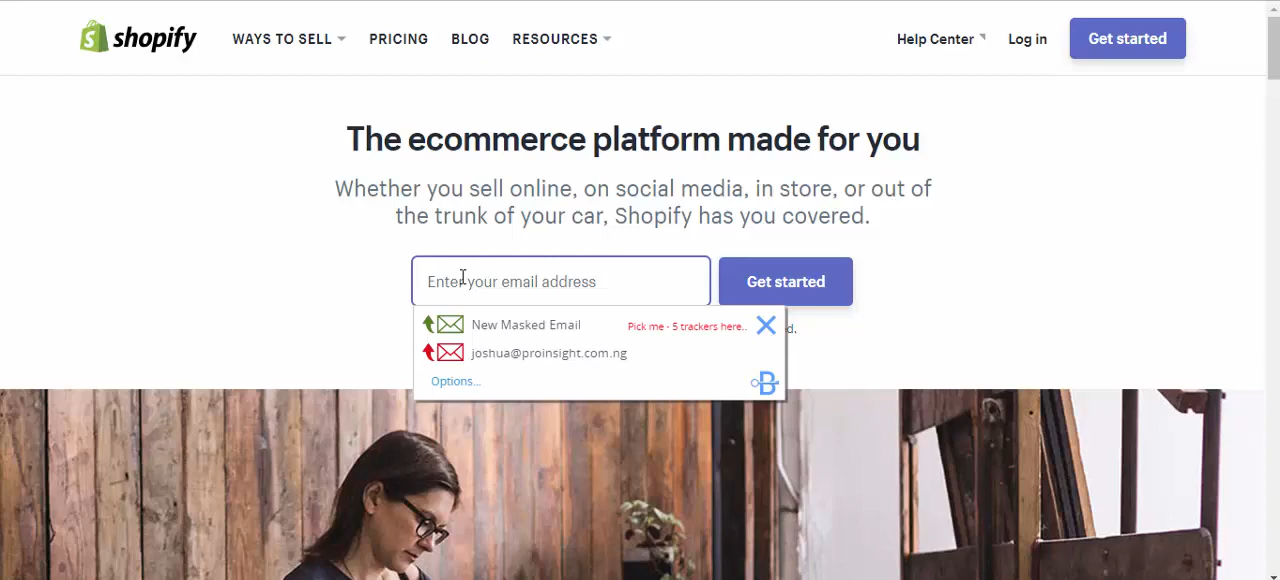 shopify WAYS TO SELL PRICING BLOG RESOURCES Help Center Log in Get started
The ecommerce platform made for you
Whether you sell online, on social media, in store, or out of
the trunk of your car, Shopify has you covered.
Enter your email address Get started
New Masked Email Pick me - 5 trackers here.. d.
joshua@proinsight.com.ng
Options...